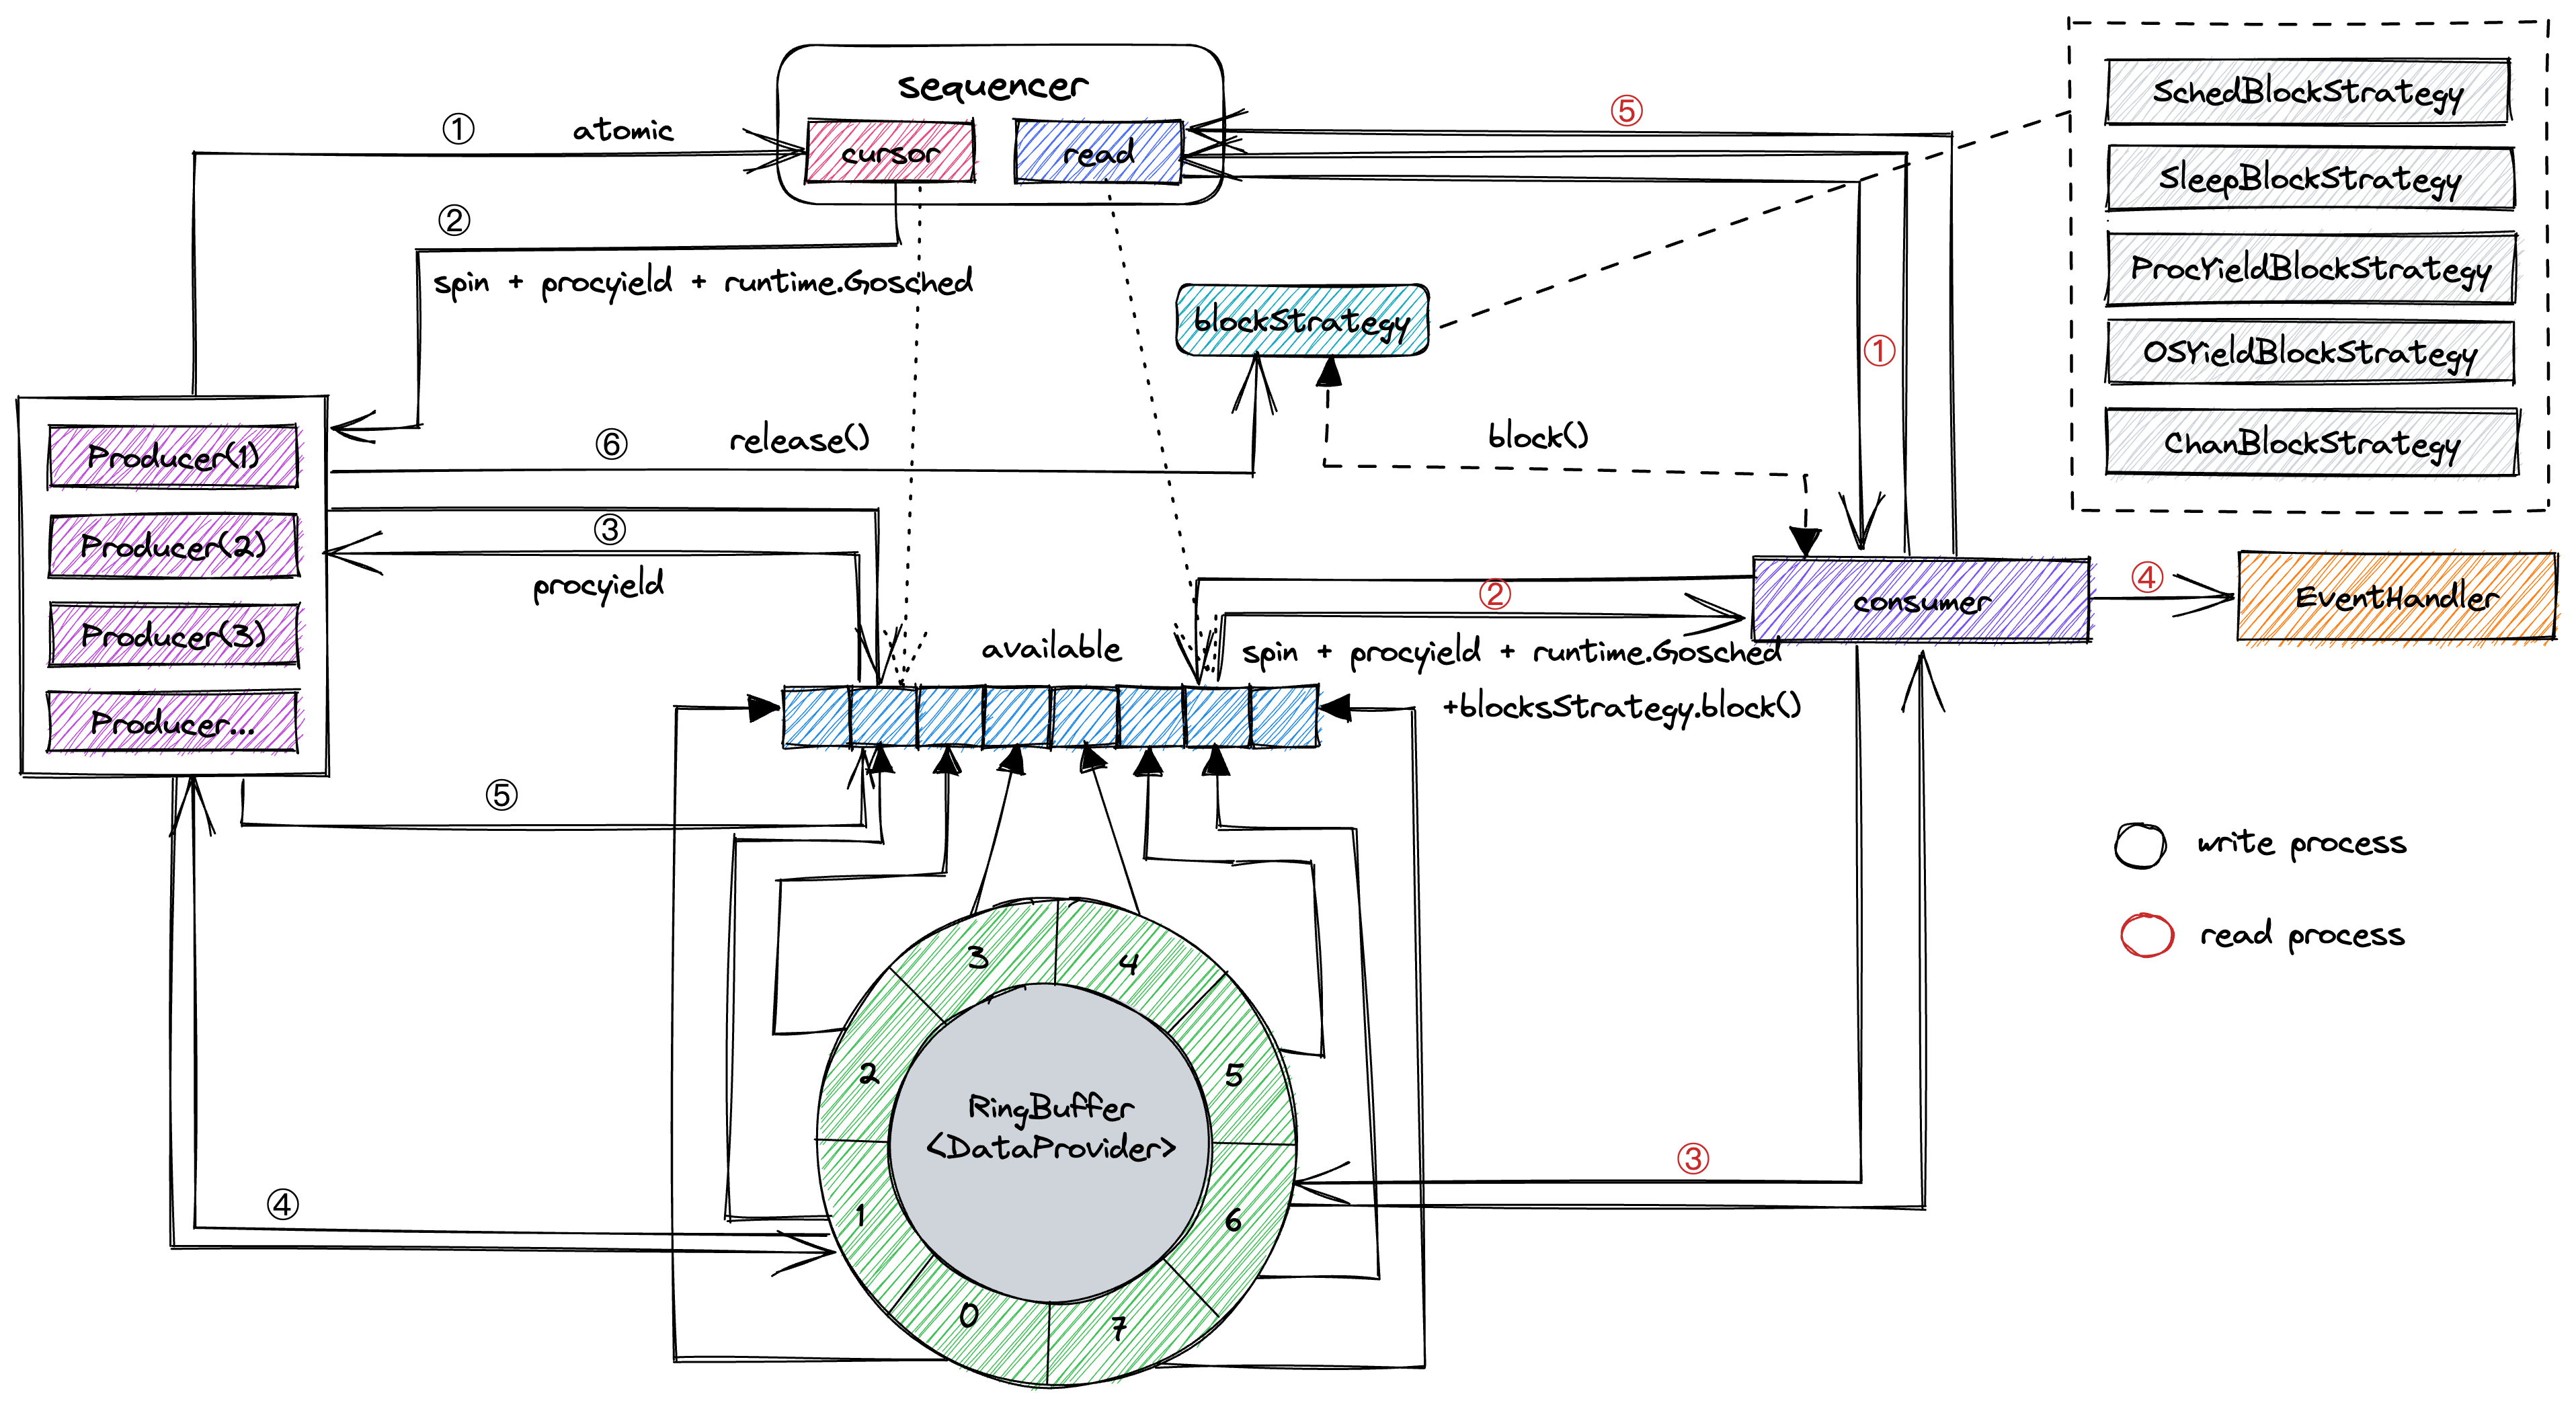 sequencer
cursor
read
① atomic
②
spin + procyield + runtime.Gosched
⑤
SchedBlockStrategy
SleepBlockStrategy
ProcYieldBlockStrategy
OSYieldBlockStrategy
ChanBlockStrategy
blockStrategy
①
⑥ release()
block()
Producer(1)
Producer(2)
Producer(3)
Producer...
③
procyield
②
consumer
④
EventHandler
available
spin + procyield + runtime.Gosched
+blocksStrategy.block()
⑤
write process
read process
3
4
2
5
RingBuffer
<DataProvider>
③
④
1
6
0
7